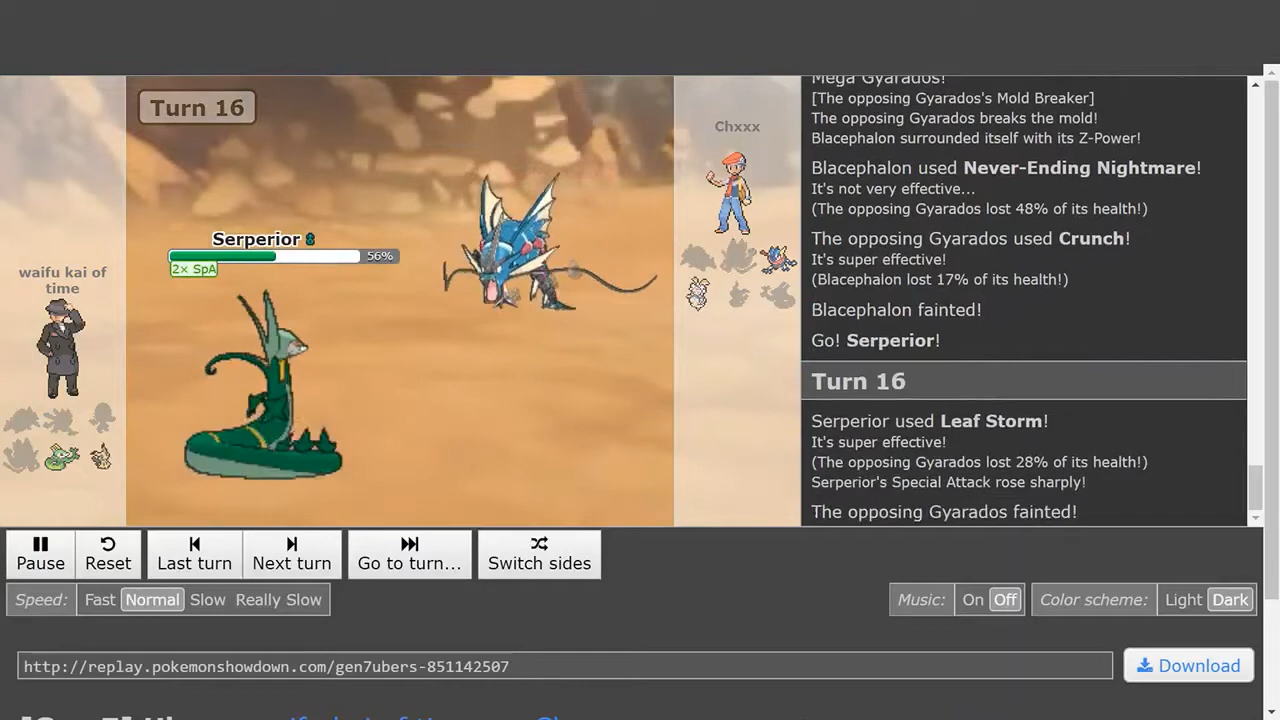 Turn 16
Serperior
56%
2× SpA
waifu kai of
time
Chxxx
Mega Gyarados!
[The opposing Gyarados's Mold Breaker]
The opposing Gyarados breaks the mold!
Blacephalon surrounded itself with its Z-Power!
Blacephalon used Never-Ending Nightmare!
It's not very effective...
(The opposing Gyarados lost 48% of its health!)
The opposing Gyarados used Crunch!
It's super effective!
(Blacephalon lost 17% of its health!)
Blacephalon fainted!
Go! Serperior!
Turn 16
Serperior used Leaf Storm!
It's super effective!
(The opposing Gyarados lost 28% of its health!)
Serperior's Special Attack rose sharply!
The opposing Gyarados fainted!
Pause
Reset
Last turn
Next turn
Go to turn...
Switch sides
Speed: Fast Normal Slow Really Slow
Music: On Off
Color scheme: Light Dark
http://replay.pokemonshowdown.com/gen7ubers-851142507
Download